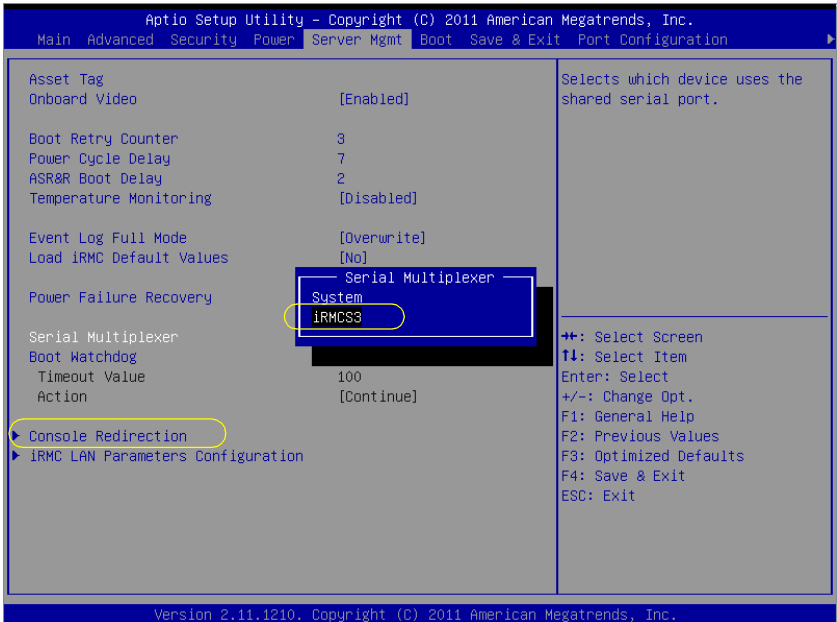 Aptio Setup Utility – Copyright (C) 2011 American Megatrends, Inc.
Main Advanced Security Power Server Mgmt Boot Save & Exit Port Configuration
Asset Tag
Onboard Video [Enabled]
Boot Retry Counter 3
Power Cycle Delay 7
ASR&R Boot Delay 2
Temperature Monitoring [Disabled]
Event Log Full Mode [Overwrite]
Load iRMC Default Values [No]
Power Failure Recovery
Serial Multiplexer
Boot Watchdog
Timeout Value 100
Action [Continue]
Console Redirection
iRMC LAN Parameters Configuration
Serial Multiplexer
System
iRMCS3
Selects which device uses the
shared serial port.
→←: Select Screen
↑↓: Select Item
Enter: Select
+/-: Change Opt.
F1: General Help
F2: Previous Values
F3: Optimized Defaults
F4: Save & Exit
ESC: Exit
Version 2.11.1210. Copyright (C) 2011 American Megatrends, Inc.